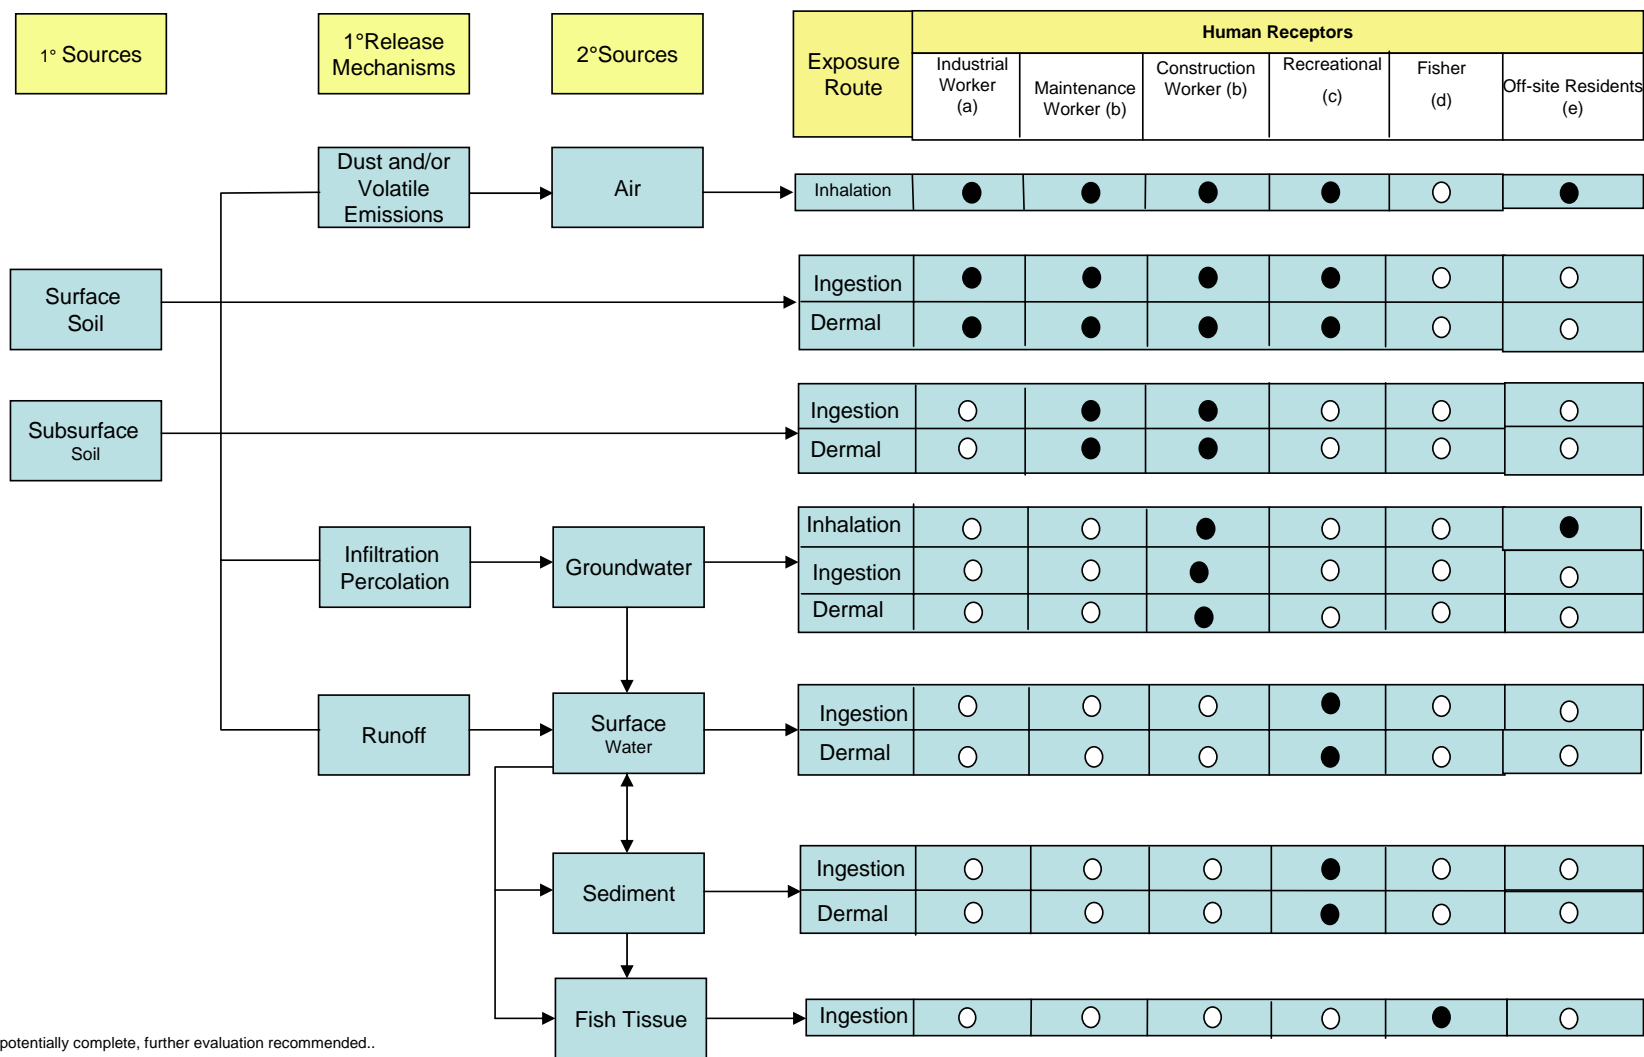 1° Sources
1°Release
Mechanisms
2°Sources
Exposure
Route
Human Receptors
Industrial
Worker
(a)
Maintenance
Worker (b)
Construction
Worker (b)
Recreational
(c)
Fisher
(d)
Off-site Residents
(e)
Dust and/or
Volatile
Emissions
Air
Inhalation
Surface
Soil
Ingestion
Dermal
Subsurface
Soil
Ingestion
Dermal
Infiltration
Percolation
Groundwater
Inhalation
Ingestion
Dermal
Runoff
Surface
Water
Ingestion
Dermal
Sediment
Ingestion
Dermal
Fish Tissue
Ingestion
potentially complete, further evaluation recommended..